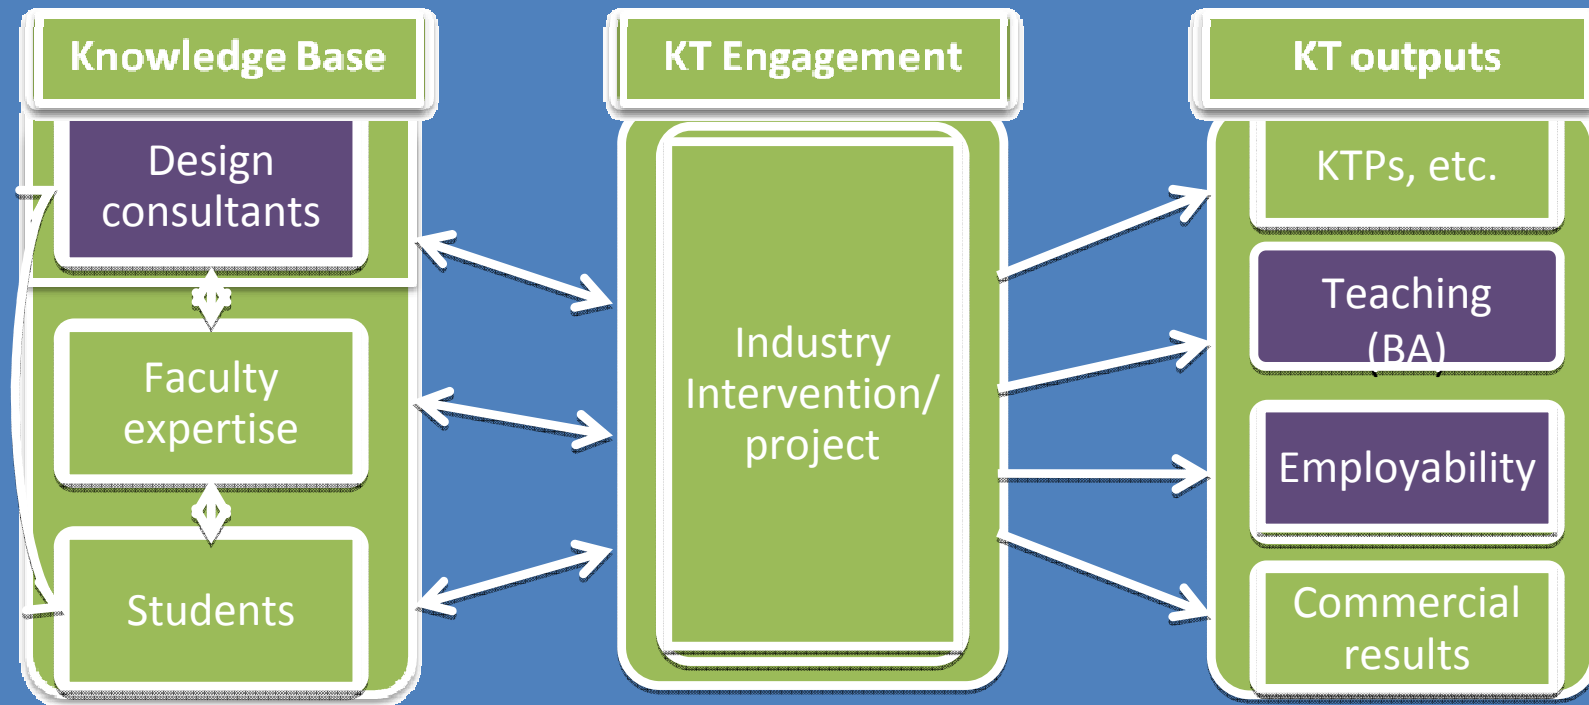 Knowledge Base
Design
consultants
Faculty
expertise
Students
KT Engagement
Industry
Intervention/
project
KT outputs
KTPs, etc.
Teaching
(BA)
Employability
Commercial
results